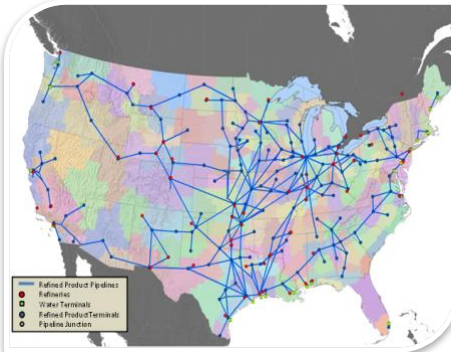 Refined Product Pipelines
Refineries
Water Terminals
Refined Product Terminals
Pipeline Junction